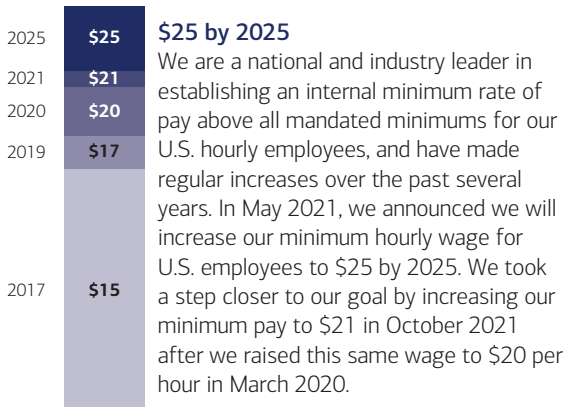 2025 $25
2021 $21
2020 $20
2019 $17
2017 $15
$25 by 2025
We are a national and industry leader in
establishing an internal minimum rate of
pay above all mandated minimums for our
U.S. hourly employees, and have made
regular increases over the past several
years. In May 2021, we announced we will
increase our minimum hourly wage for
U.S. employees to $25 by 2025. We took
a step closer to our goal by increasing our
minimum pay to $21 in October 2021
after we raised this same wage to $20 per
hour in March 2020.